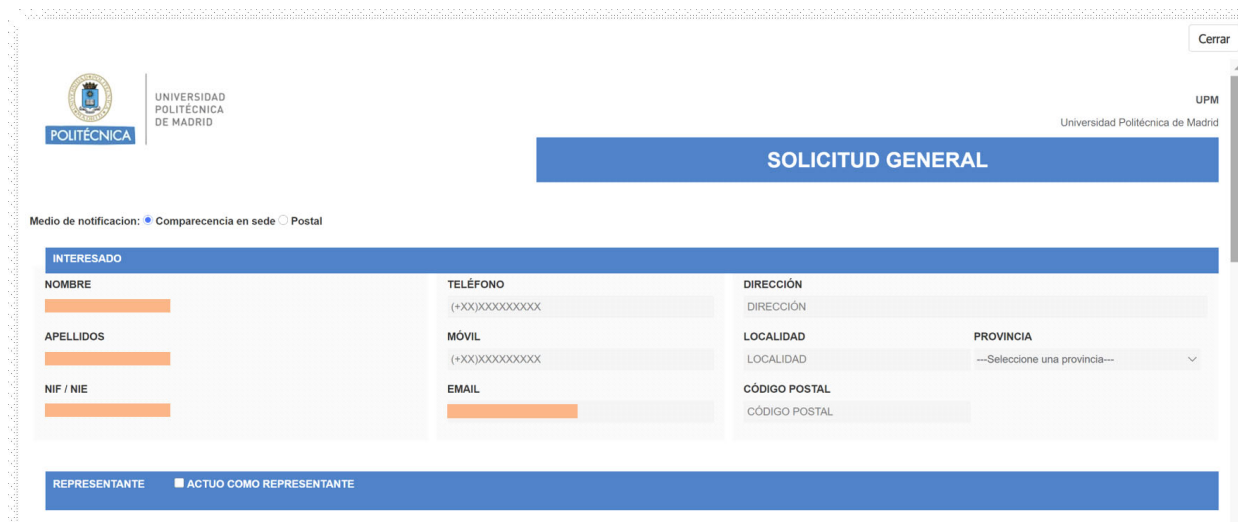 Cerrar
UNIVERSIDAD
POLITÉCNICA
DE MADRID
POLITÉCNICA
UPM
Universidad Politécnica de Madrid
SOLICITUD GENERAL
Medio de notificacion: Comparecencia en sede Postal
INTERESADO
NOMBRE TELÉFONO DIRECCIÓN
(+XX)XXXXXXXXX DIRECCIÓN
APELLIDOS MÓVIL LOCALIDAD PROVINCIA
(+XX)XXXXXXXXX LOCALIDAD ---Seleccione una provincia---
NIF / NIE EMAIL CÓDIGO POSTAL
CÓDIGO POSTAL
REPRESENTANTE ACTUO COMO REPRESENTANTE